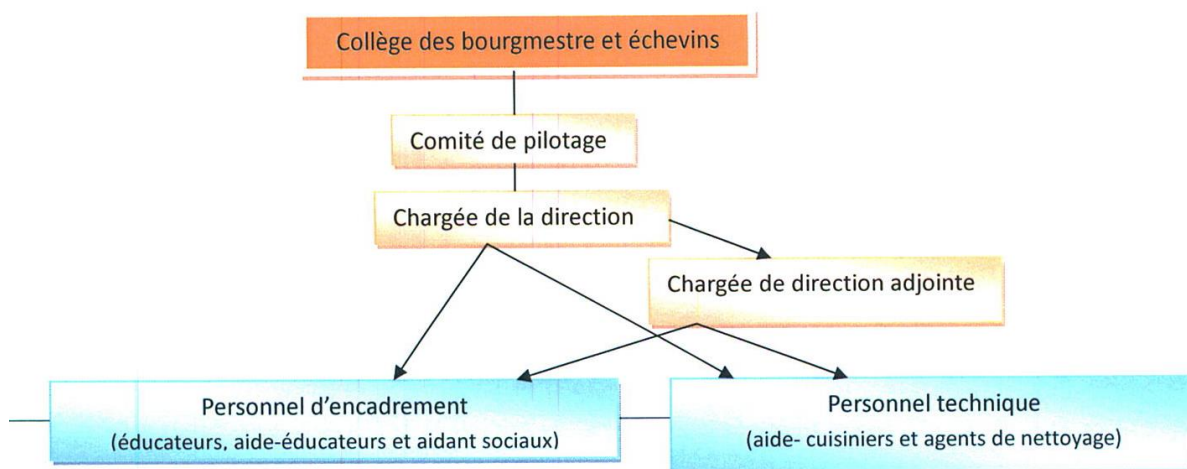 Collège des bourgmestre et échevins
Comité de pilotage
Chargée de la direction
Chargée de direction adjointe
Personnel d'encadrement
(éducateurs, aide-éducateurs et aidant sociaux)
Personnel technique
(aide- cuisiniers et agents de nettoyage)